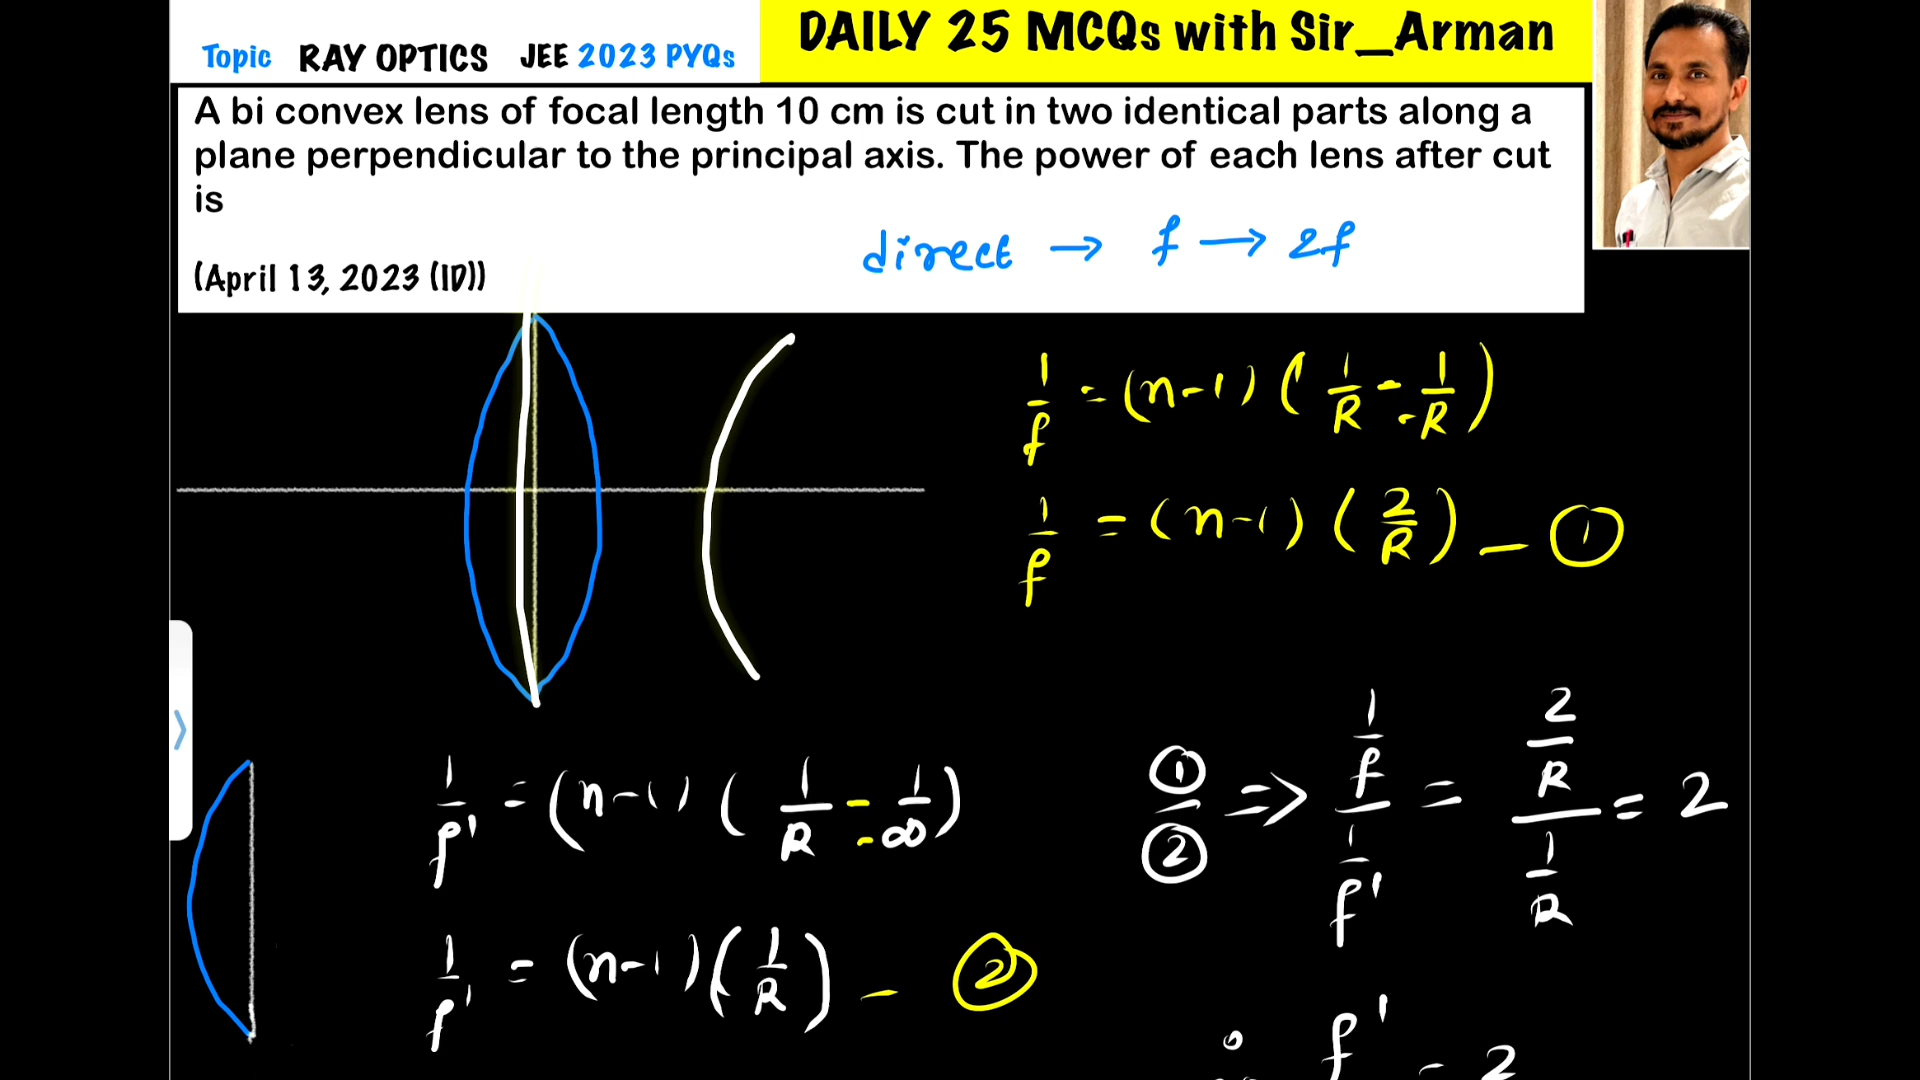 Topic RAY OPTICS JEE 2023 PYQs
DAILY 25 MCQs with Sir_Arman
A bi convex lens of focal length 10 cm is cut in two identical parts along a
plane perpendicular to the principal axis. The power of each lens after cut
is
direct → f → 2f
(April 13, 2023 (ID))
1/f = (n-1) ( 1/R - 1/-R )
1/f = (n-1) ( 2/R ) - ①
1/f' = (n-1) ( 1/R - 1/-∞ )
①/② => (1/f)/(1/f') = (2/R)/(1/R) = 2
1/f' = (n-1) ( 1/R ) - ②